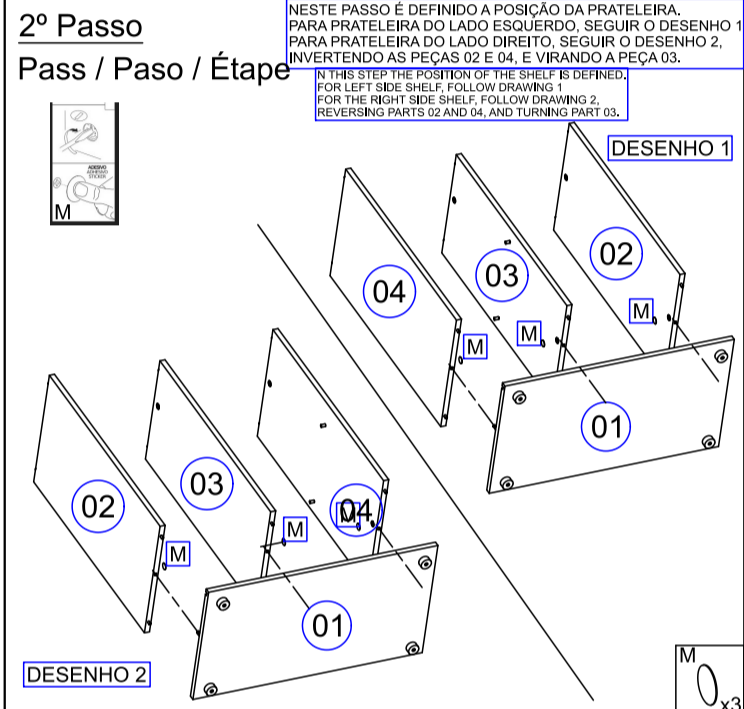 2º Passo
Pass / Paso / Étape
NESTE PASSO É DEFINIDO A POSIÇÃO DA PRATELEIRA.
PARA PRATELEIRA DO LADO ESQUERDO, SEGUIR O DESENHO 1
PARA PRATELEIRA DO LADO DIREITO, SEGUIR O DESENHO 2,
INVERTENDO AS PEÇAS 02 E 04, E VIRANDO A PEÇA 03.
N THIS STEP THE POSITION OF THE SHELF IS DEFINED.
FOR LEFT SIDE SHELF, FOLLOW DRAWING 1
FOR THE RIGHT SIDE SHELF, FOLLOW DRAWING 2,
REVERSING PARTS 02 AND 04, AND TURNING PART 03.
ADESIVO
ADHESIVO
STICKER
M
DESENHO 1
02
03
04
M
M
M
01
04
03
02
M
M
M
01
DESENHO 2
M
x3